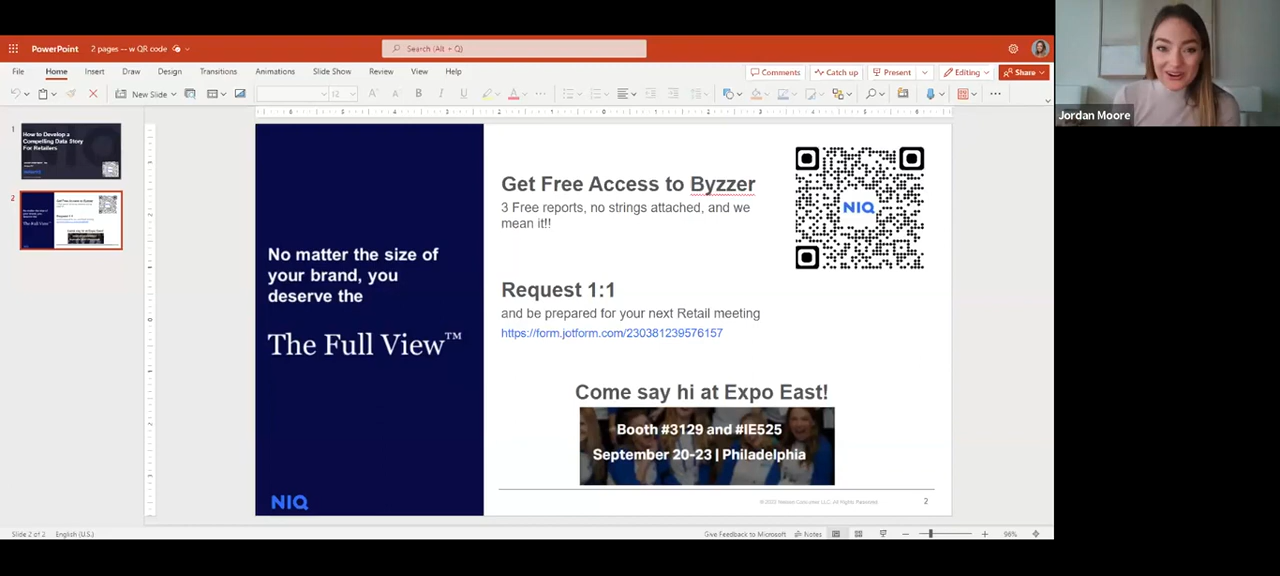 PowerPoint
2 pages -- w QR code
Search (Alt + Q)
File Home Insert Draw Design Transitions Animations Slide Show Review View Help
Comments Catch up Present Editing Share
New Slide
12
Jordan Moore
1
How to Develop a
Compelling Data Story
For Retailers
2
No matter the size of
your brand, you
deserve the
The Full View™
NIQ
Get Free Access to Byzzer
3 Free reports, no strings attached, and we
mean it!!
NIQ
Request 1:1
and be prepared for your next Retail meeting
https://form.jotform.com/230381239576157
Come say hi at Expo East!
Booth #3129 and #IE525
September 20-23 | Philadelphia
2
Slide 2 of 2 English (U.S.)
Give Feedback to Microsoft Notes
96%